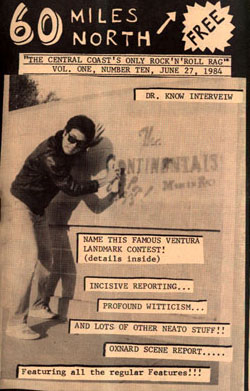 60 MILES
NORTH
FREE
"THE CENTRAL COAST'S ONLY ROCK'N'ROLL RAG"
VOL. ONE, NUMBER TEN, JUNE 27, 1984
DR. KNOW INTERVEIW
The
CONTINENTALS
NAME THIS FAMOUS VENTURA
LANDMARK CONTEST!
(details inside)
INCISIVE REPORTING...
PROFOUND WITTICISM...
AND LOTS OF OTHER NEATO STUFF!!
OXNARD SCENE REPORT.....
Featuring all the regular Features!!!